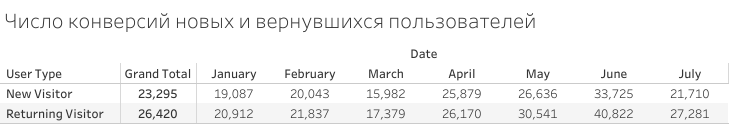 Число конверсий новых и вернувшихся пользователей
Date
User Type Grand Total January February March April May June July
New Visitor 23,295 19,087 20,043 15,982 25,879 26,636 33,725 21,710
Returning Visitor 26,420 20,912 21,837 17,379 26,170 30,541 40,822 27,281